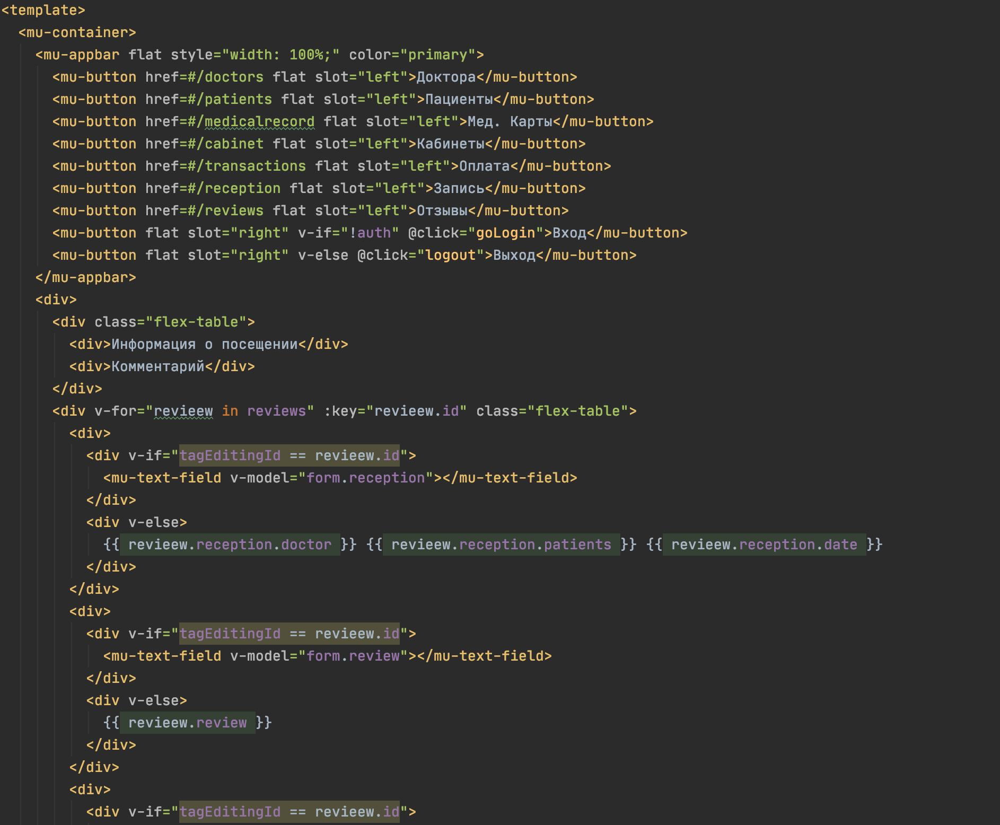 <template>
<mu-container>
<mu-appbar flat style="width: 100%;" color="primary">
<mu-button href=#/doctors flat slot="left">Доктора</mu-button>
<mu-button href=#/patients flat slot="left">Пациенты</mu-button>
<mu-button href=#/medicalrecord flat slot="left">Мед. Карты</mu-button>
<mu-button href=#/cabinet flat slot="left">Кабинеты</mu-button>
<mu-button href=#/transactions flat slot="left">Оплата</mu-button>
<mu-button href=#/reception flat slot="left">Запись</mu-button>
<mu-button href=#/reviews flat slot="left">Отзывы</mu-button>
<mu-button flat slot="right" v-if="!auth" @click="goLogin">Вход</mu-button>
<mu-button flat slot="right" v-else @click="logout">Выход</mu-button>
</mu-appbar>
<div>
<div class="flex-table">
<div>Информация о посещении</div>
<div>Комментарий</div>
</div>
<div v-for="revieew in reviews" :key="revieew.id" class="flex-table">
<div>
<div v-if="tagEditingId == revieew.id">
<mu-text-field v-model="form.reception"></mu-text-field>
</div>
<div v-else>
{{ revieew.reception.doctor }} {{ revieew.reception.patients }} {{ revieew.reception.date }}
</div>
</div>
<div>
<div v-if="tagEditingId == revieew.id">
<mu-text-field v-model="form.review"></mu-text-field>
</div>
<div v-else>
{{ revieew.review }}
</div>
</div>
<div>
<div v-if="tagEditingId == revieew.id">